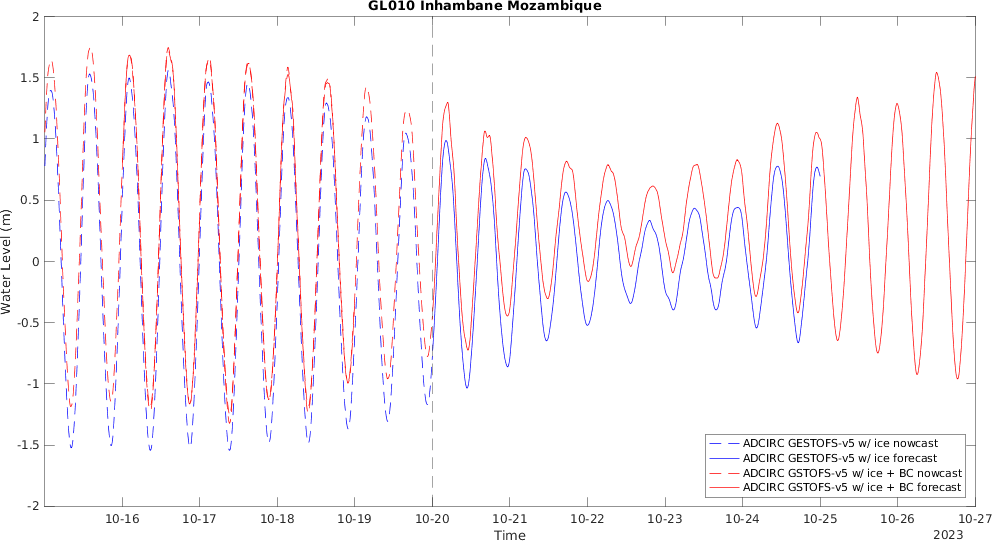 GL010 Inhambane Mozambique
2
1.5
1
0.5
0
-0.5
-1
-1.5
-2
Water Level (m)
ADCIRC GESTOFS-v5 w/ ice nowcast
ADCIRC GESTOFS-v5 w/ ice forecast
ADCIRC GSTOFS-v5 w/ ice + BC nowcast
ADCIRC GSTOFS-v5 w/ ice + BC forecast
10-16 10-17 10-18 10-19 10-20 10-21 10-22 10-23 10-24 10-25 10-26 10-27
Time
2023